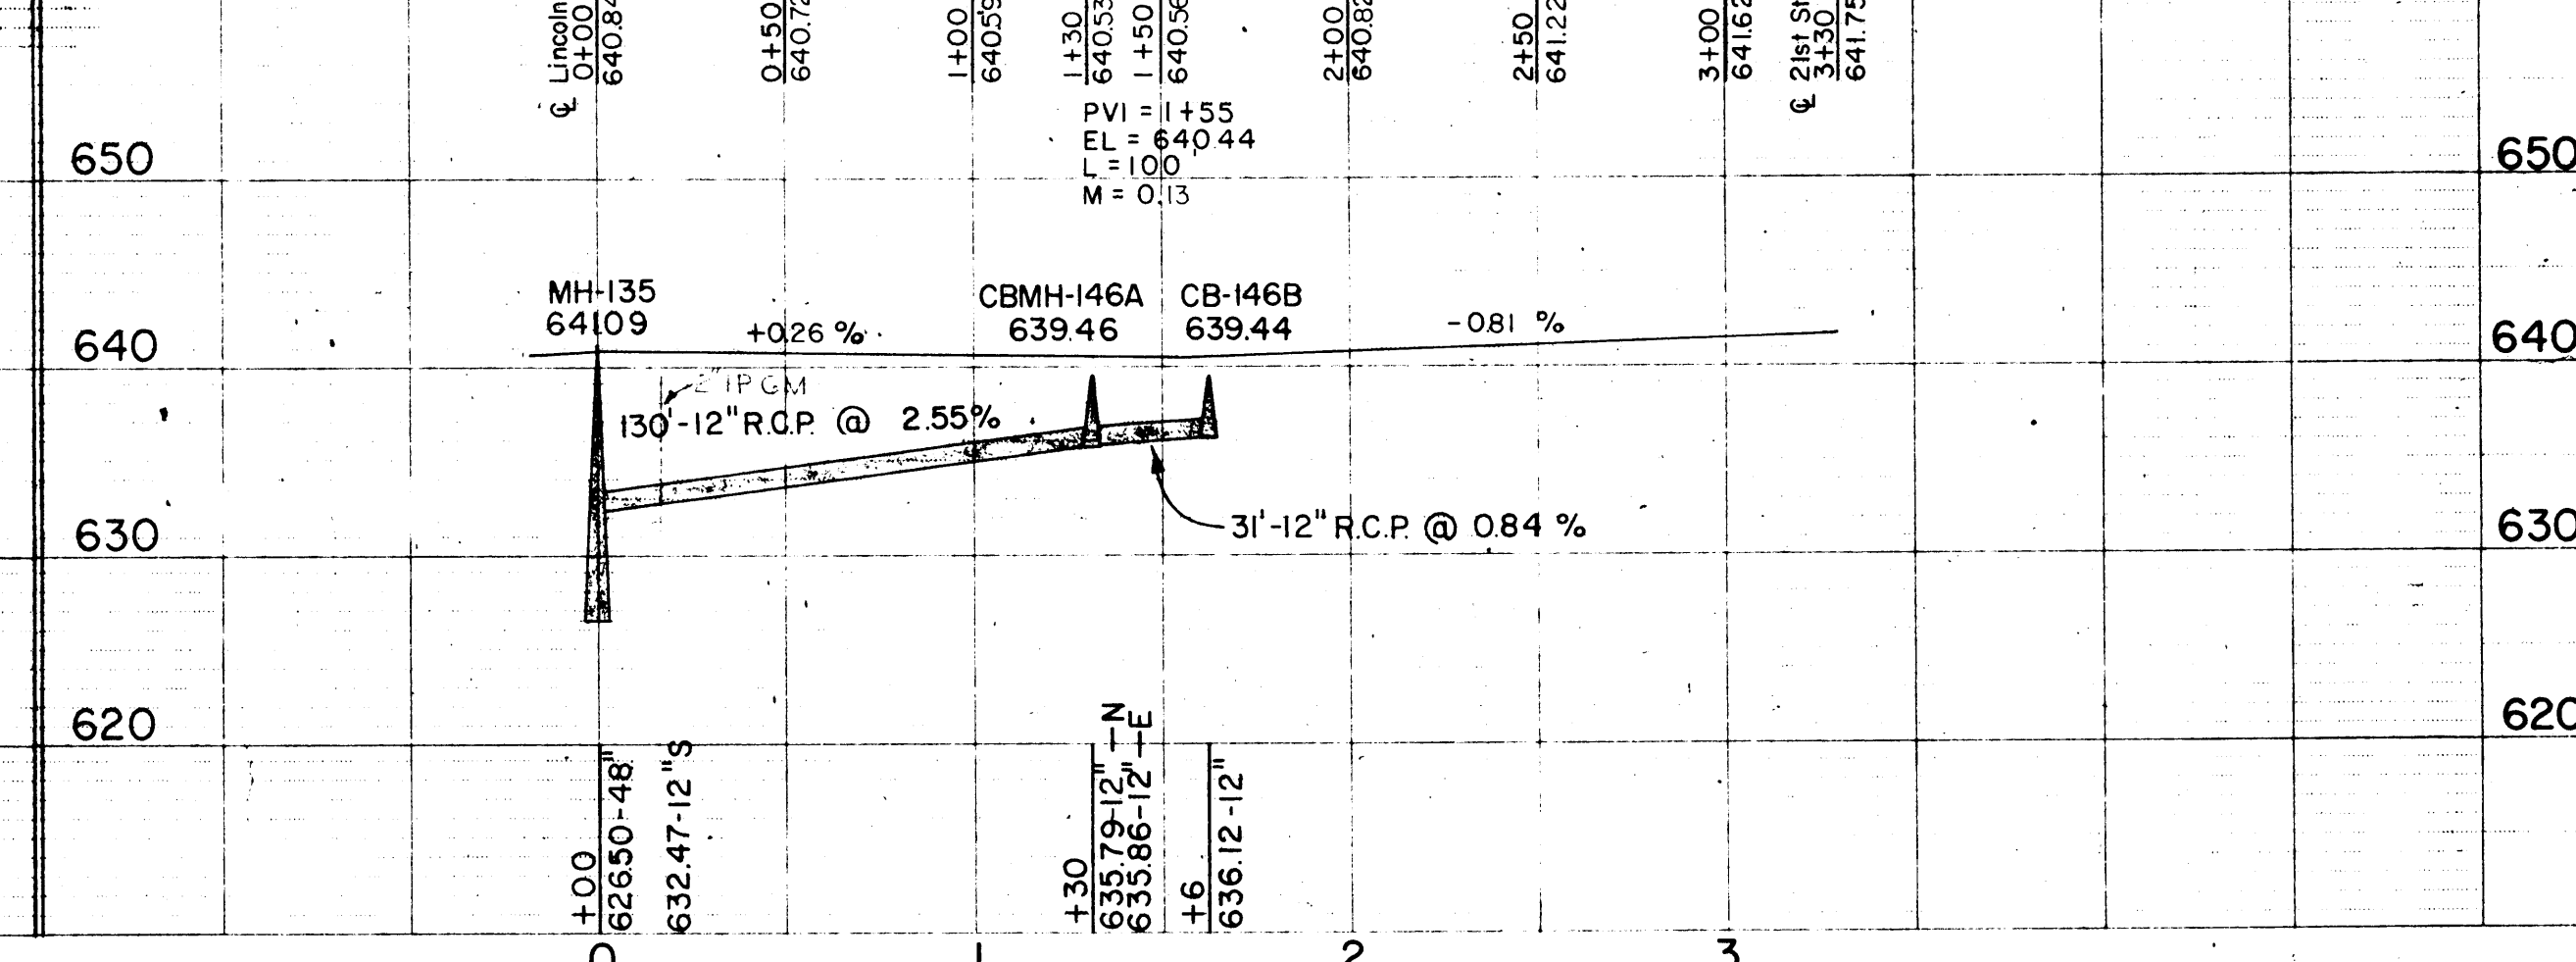 ℄ Lincoln
0+00
640.84
0+50
640.72
1+00
640.59
1+30
640.53
1+50
640.56
2+00
640.82
2+50
641.22
3+00
641.62
℄ 21st St
3+30
641.75
PVI = 1+55
EL = 640.44
L = 100'
M = 0.13
650
650
MH-135
641.09
+0.26 %
CBMH-146A
639.46
CB-146B
639.44
-0.81 %
640
640
2" IP GM
130'-12" R.C.P. @ 2.55%
31'-12" R.C.P. @ 0.84 %
630
630
620
620
+00
626.50-48"
632.47-12"S
+30
635.79-12"-N
635.86-12"-E
+6
636.12-12"
0 1 2 3